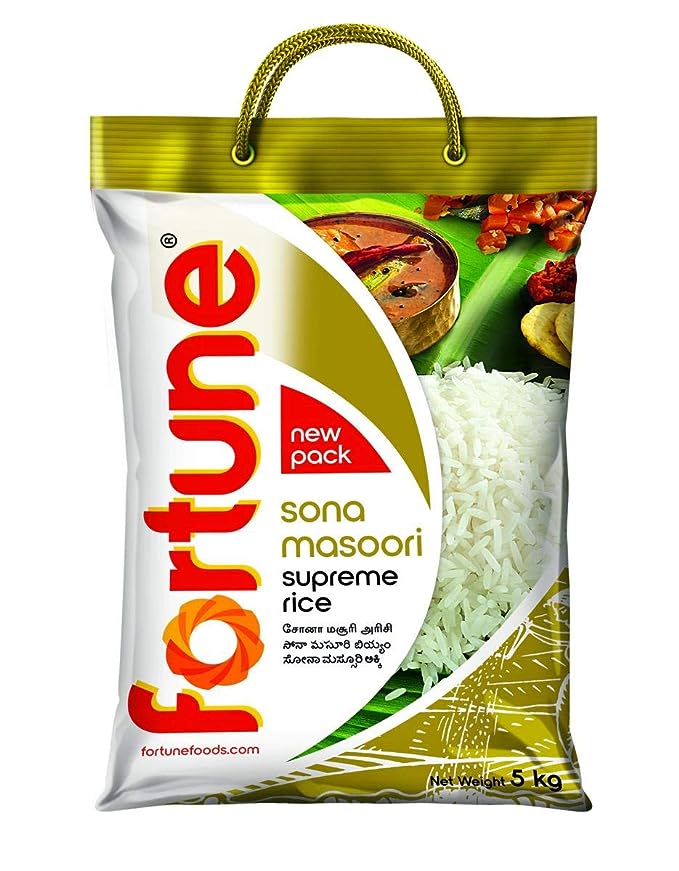 fortune®
new
pack
sona
masoori
supreme
rice
சோனா மசூரி அரிசி
సోనా మసూరి బియ్యం
ಸೋನಾ ಮಸ್ಸೂರಿ ಅಕ್ಕಿ
fortunefoods.com
Net Weight 5 kg